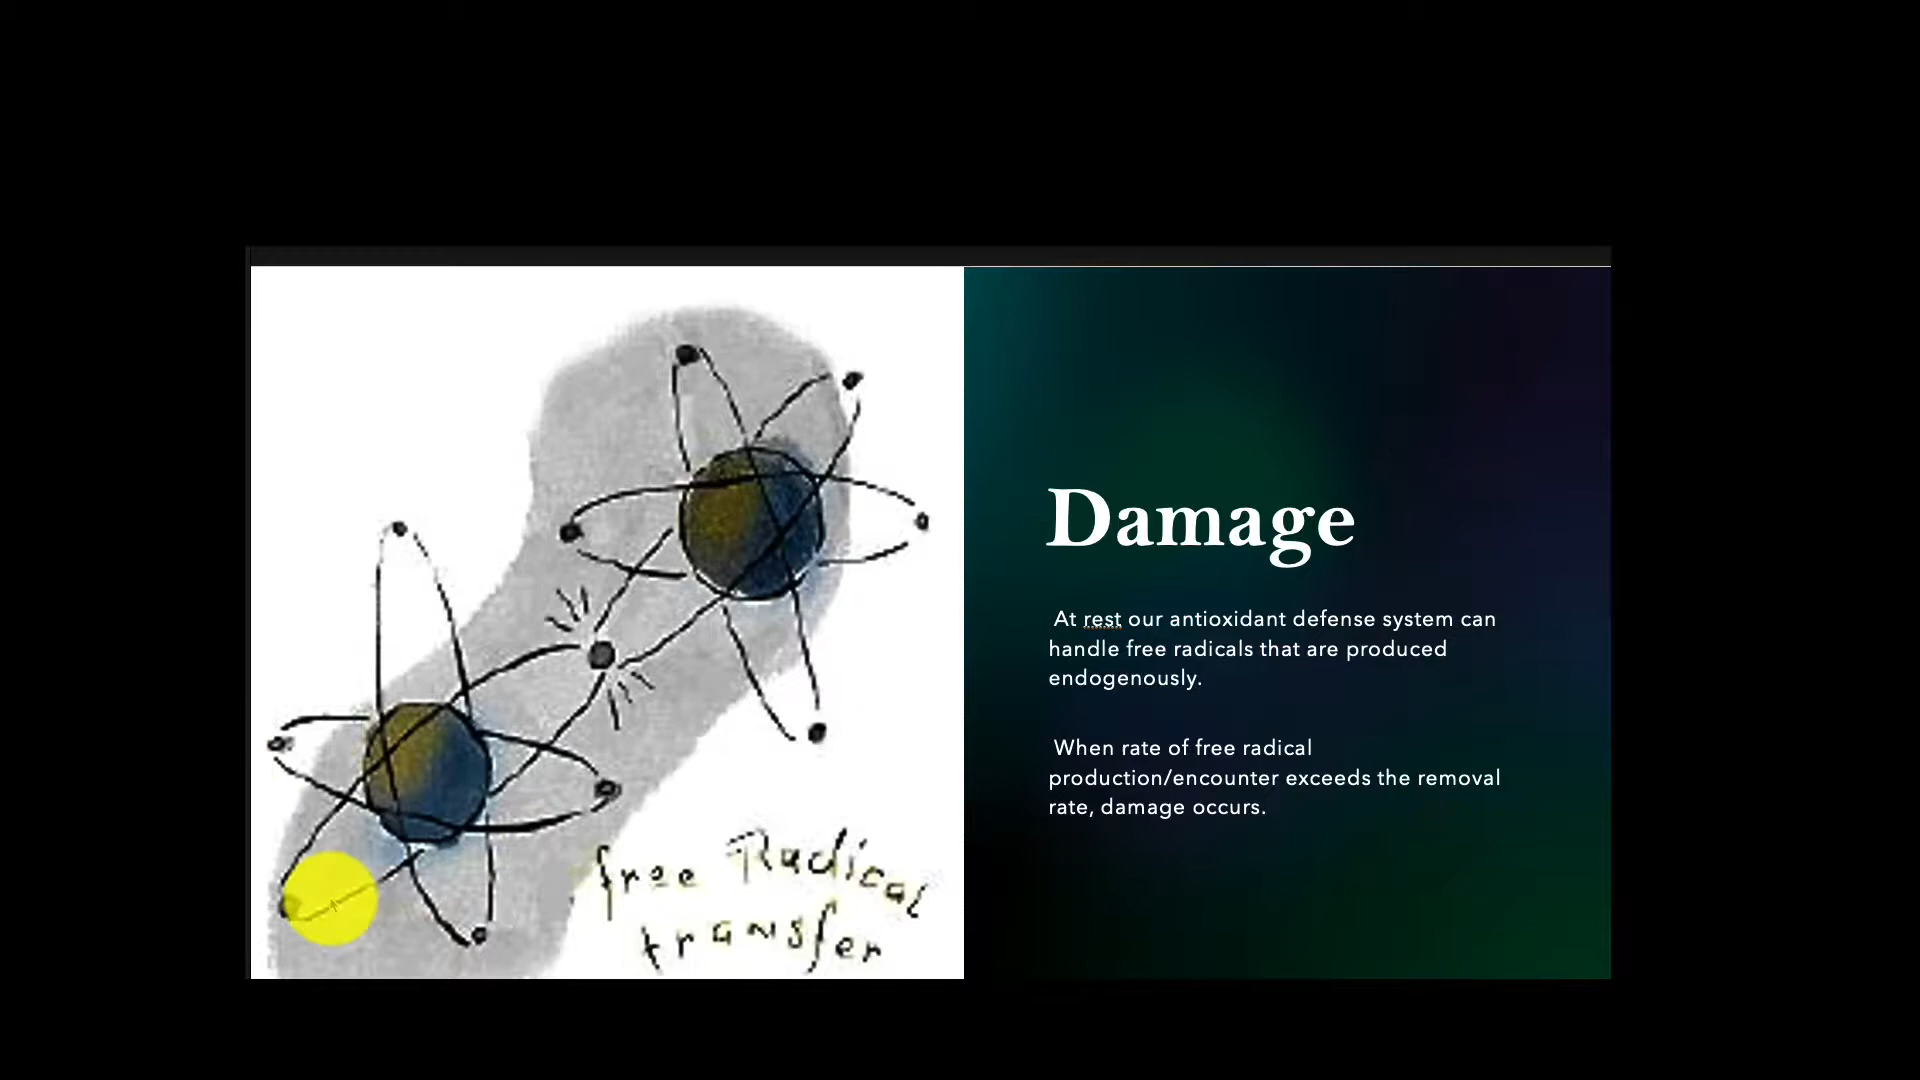 free Radical
transfer
Damage
At rest our antioxidant defense system can
handle free radicals that are produced
endogenously.
When rate of free radical
production/encounter exceeds the removal
rate, damage occurs.